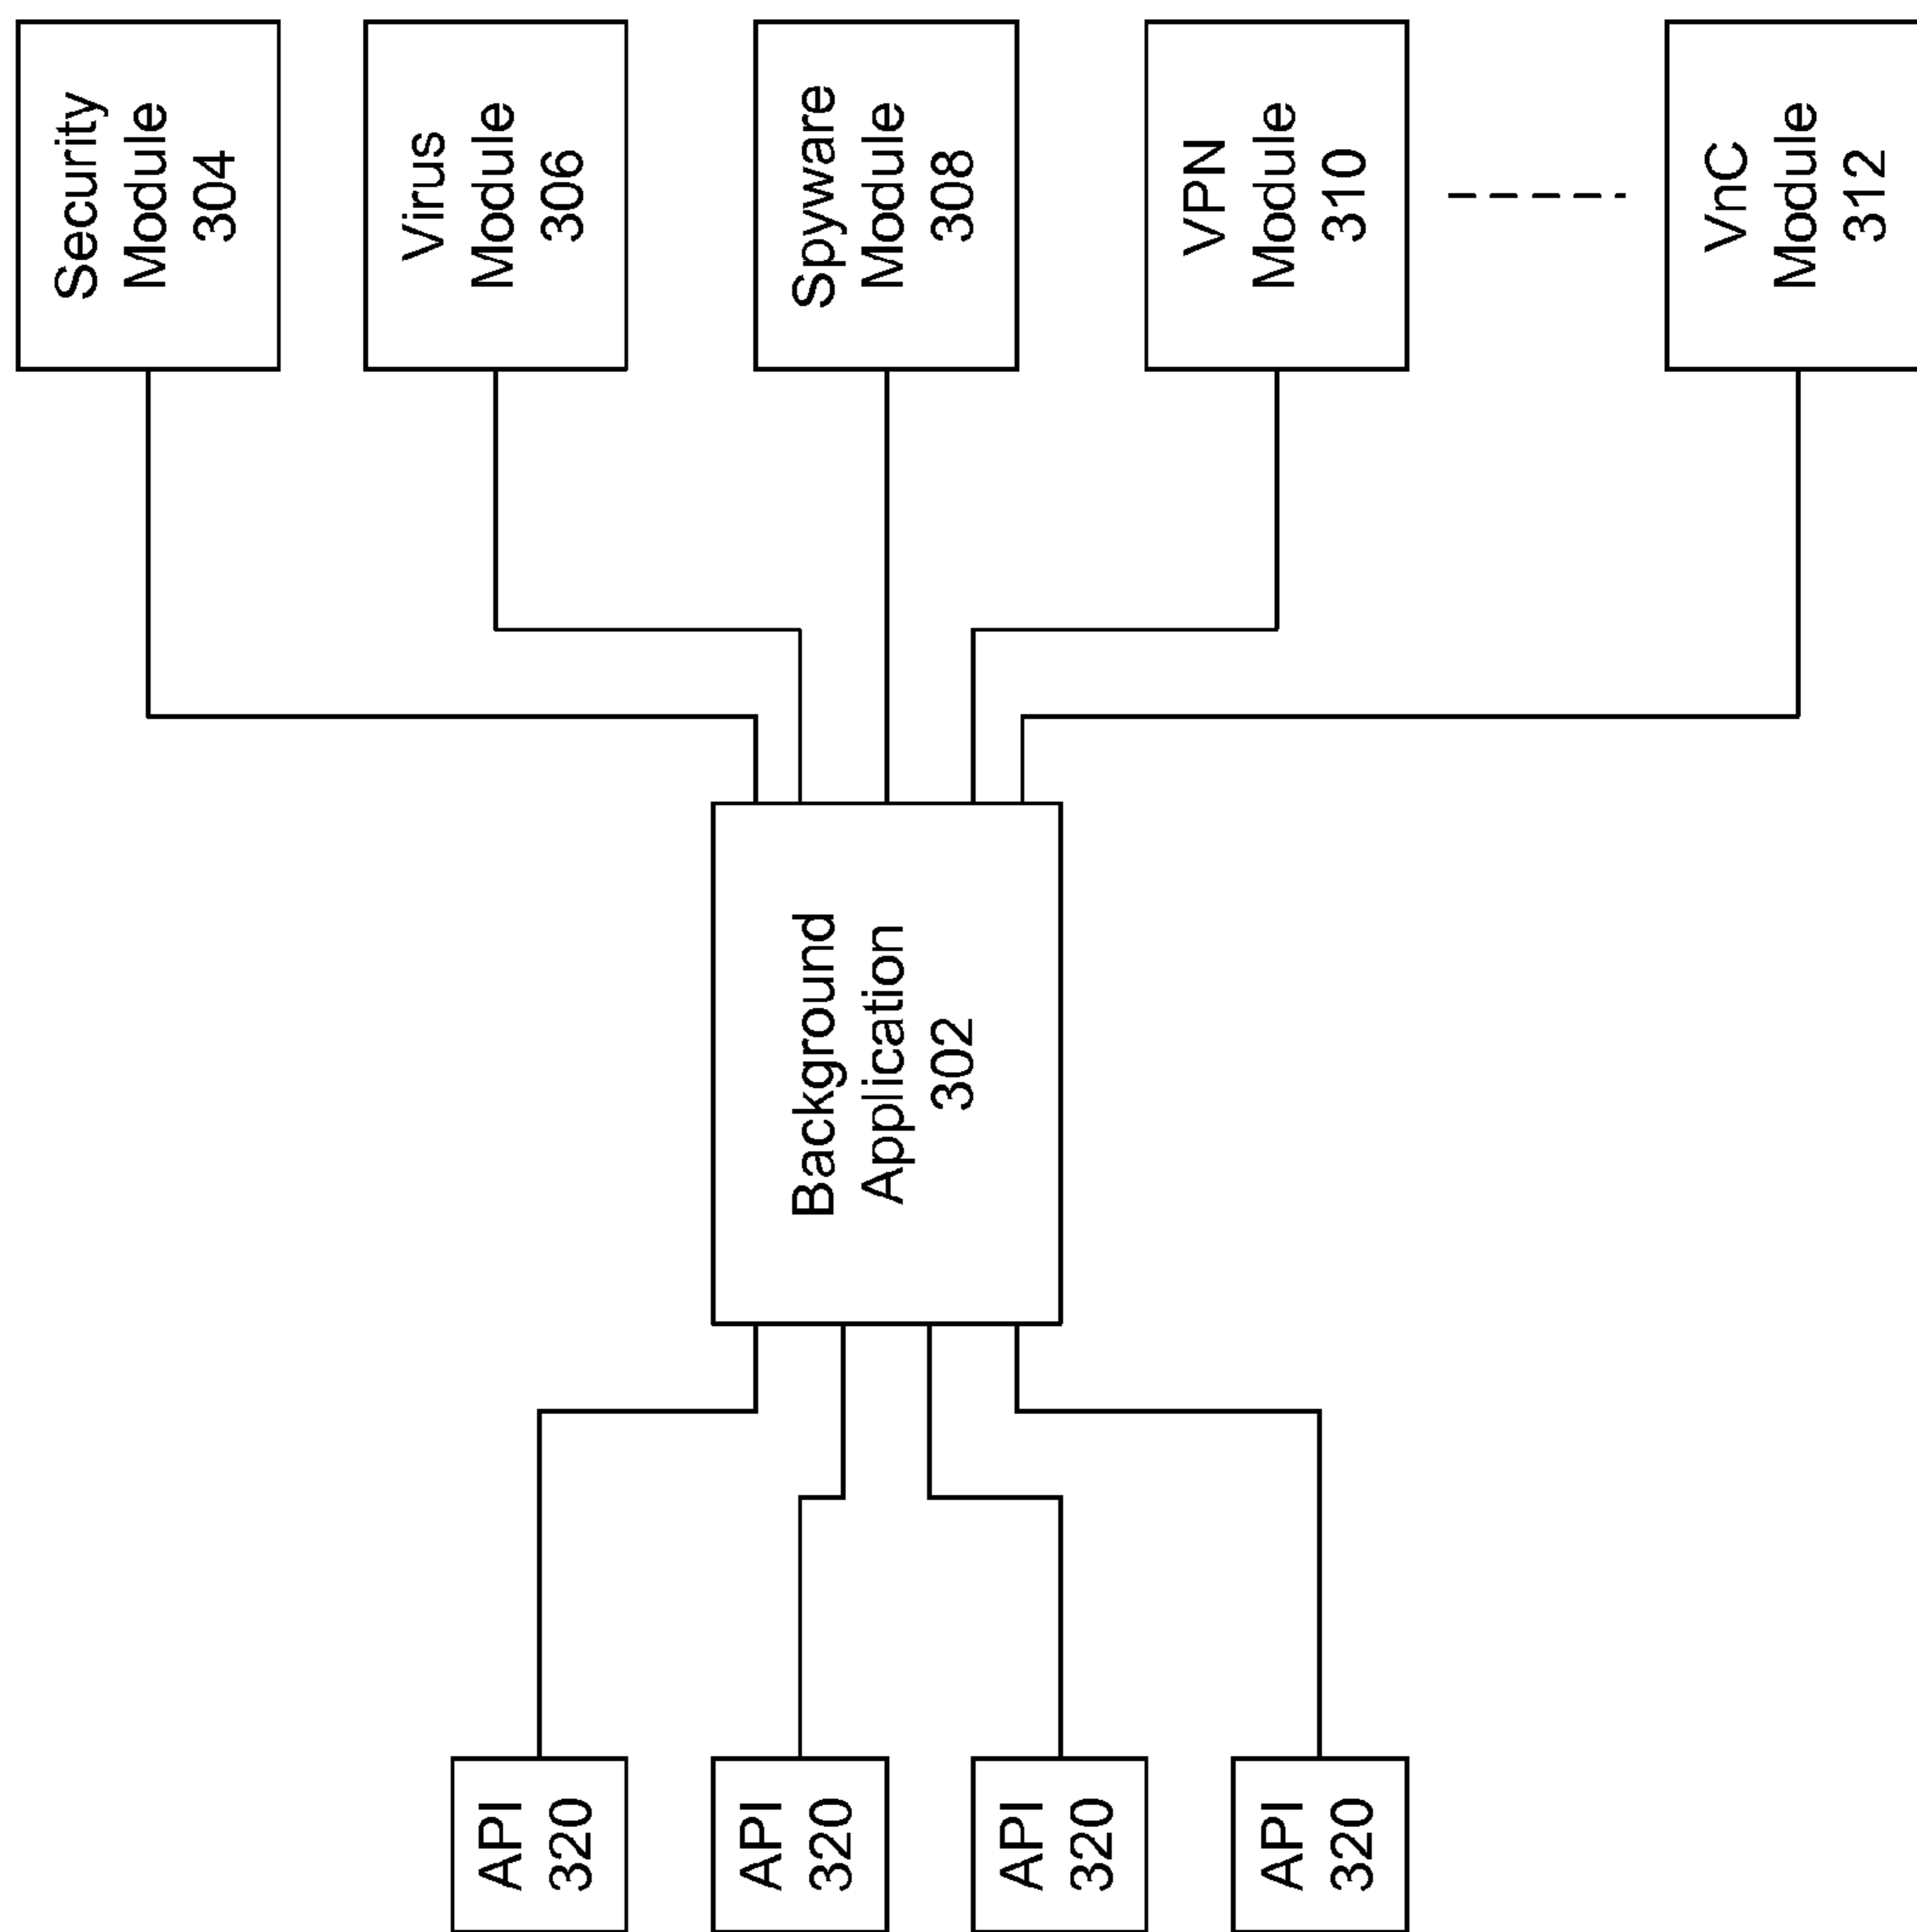 Security
Module
304
Virus
Module
306
Spyware
Module
308
VPN
Module
310
VnC
Module
312
Background
Application
302
API
320
API
320
API
320
API
320